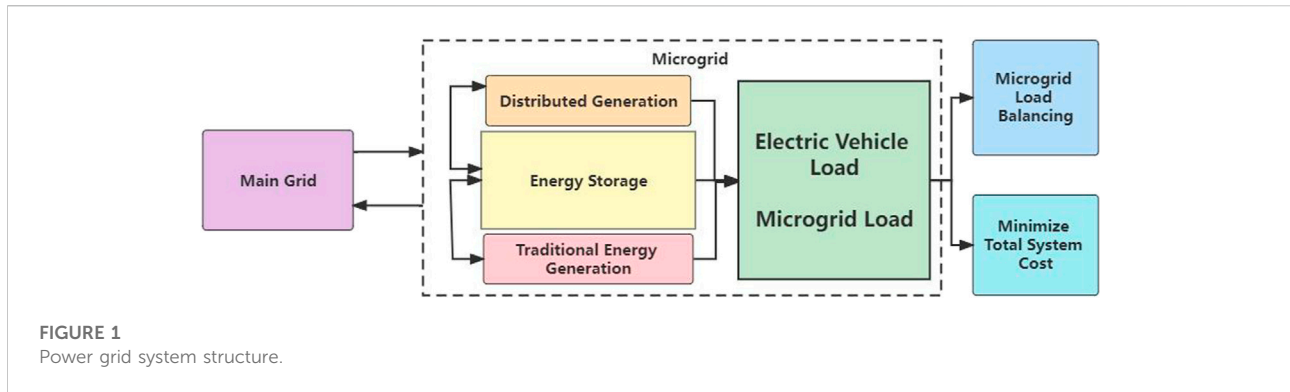 Microgrid
Main Grid
Distributed Generation
Energy Storage
Traditional Energy
Generation
Electric Vehicle
Load
Microgrid Load
Microgrid
Load
Balancing
Minimize
Total System
Cost
FIGURE 1
Power grid system structure.